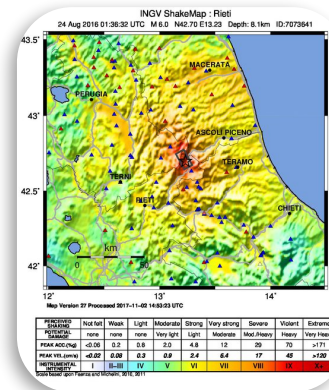 INGV ShakeMap : Rieti
24 Aug 2016 01:36:32 UTC M 6.0 N42.70 E13.23 Depth: 8.1km ID:7073641
43.5˚
MACERATA
PERUGIA
43˚
ASCOLI PICENO
TERNI
TERAMO
42.5˚
RIETI
CHIETI
km
0 50
42˚
12˚ 13˚ 14˚
Map Version 27 Processed 2017-11-02 14:53:23 UTC
PERCEIVED SHAKING Not felt Weak Light Moderate Strong Very strong Severe Violent Extreme
POTENTIAL DAMAGE none none none Very light Light Moderate Mod./Heavy Heavy Very Heavy
PEAK ACC.(%g) <0.06 0.2 0.8 2.0 4.8 12 29 70 >171
PEAK VEL.(cm/s) <0.02 0.08 0.3 0.9 2.4 6.4 17 45 >120
INSTRUMENTAL INTENSITY I II-III IV V VI VII VIII IX X+
Scale based upon Faenza and Michelini, 2010, 2011